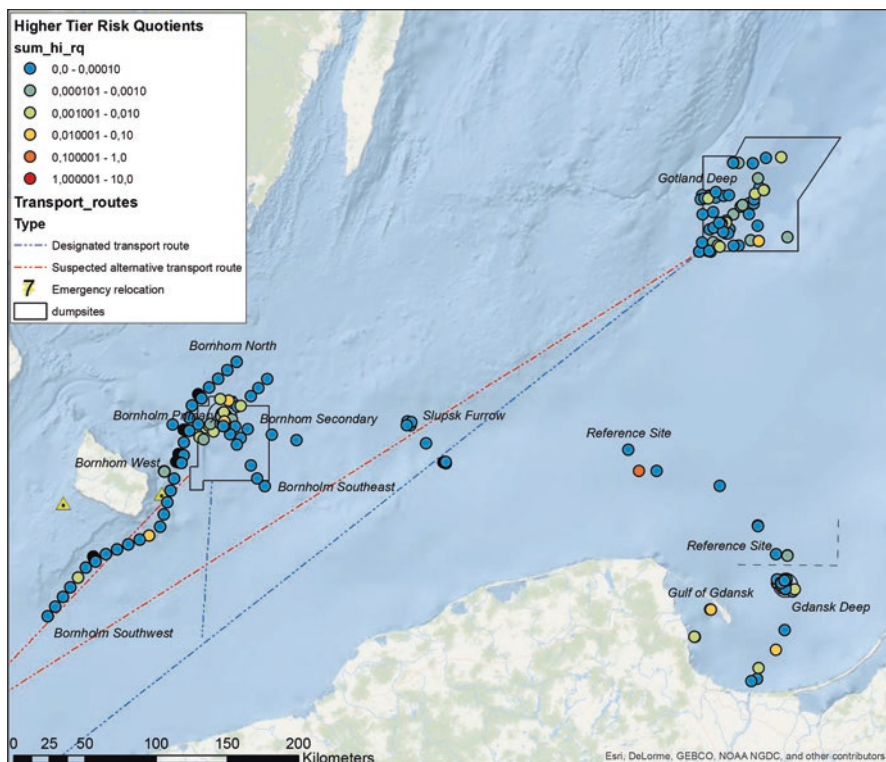 Higher Tier Risk Quotients
sum_hi_rq
0,0 - 0,00010
0,000101 - 0,0010
0,001001 - 0,010
0,010001 - 0,10
0,100001 - 1,0
1,000001 - 10,0
Transport_routes
Type
Designated transport route
Suspected alternative transport route
7 Emergency relocation
dumpsites
Gotland Deep
Bornhom North
Bornholm Primary
Bornhom Secondary
Slupsk Furrow
Reference Site
Bornhom West
Bornholm Southeast
Reference Site
Gulf of Gdansk
Gdansk Deep
Bornholm Southwest
0 25 50 100 150 200
Kilometers
Esri, DeLorme, GEBCO, NOAA NGDC, and other contributors